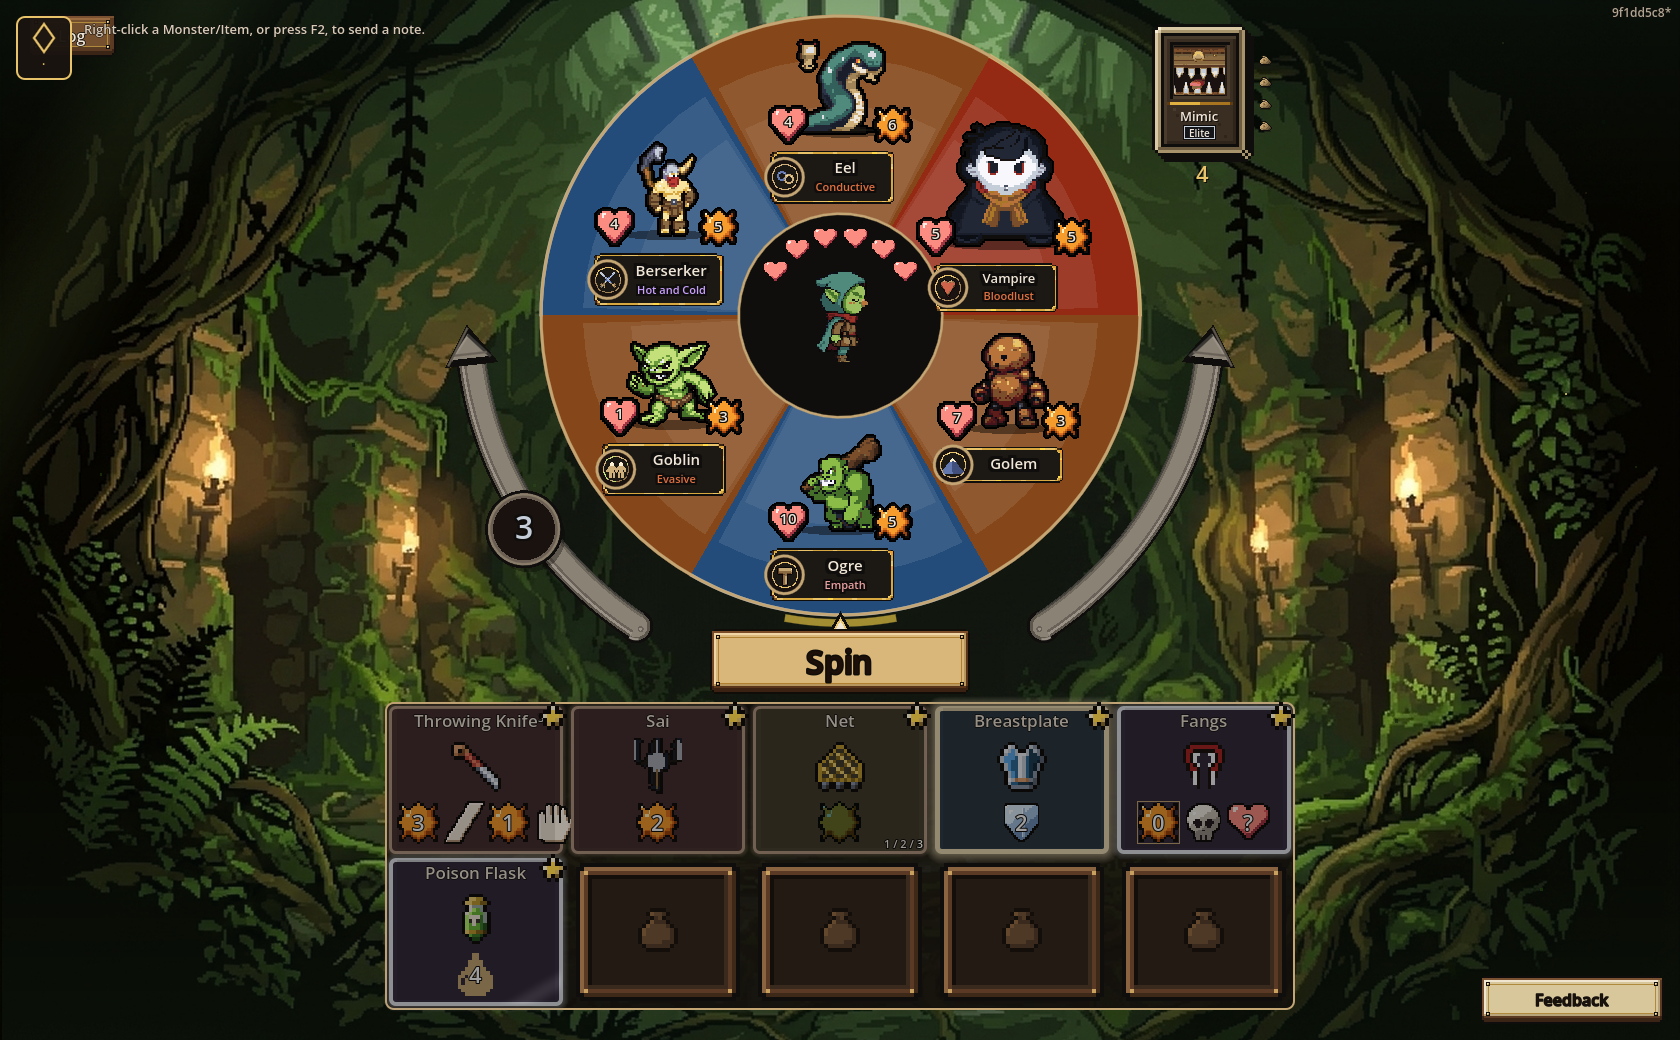 Right-click a Monster/Item, or press F2, to send a note.
og
9f1dd5c8*
4
6
Eel
Conductive
4
5
Berserker
Hot and Cold
5
5
Vampire
Bloodlust
Mimic
Elite
4
1
3
Goblin
Evasive
7
3
Golem
10
5
Ogre
Empath
3
Spin
Throwing Knife
3
1
Sai
2
Net
1 / 2 / 3
Breastplate
2
Fangs
0
?
Poison Flask
4
Feedback